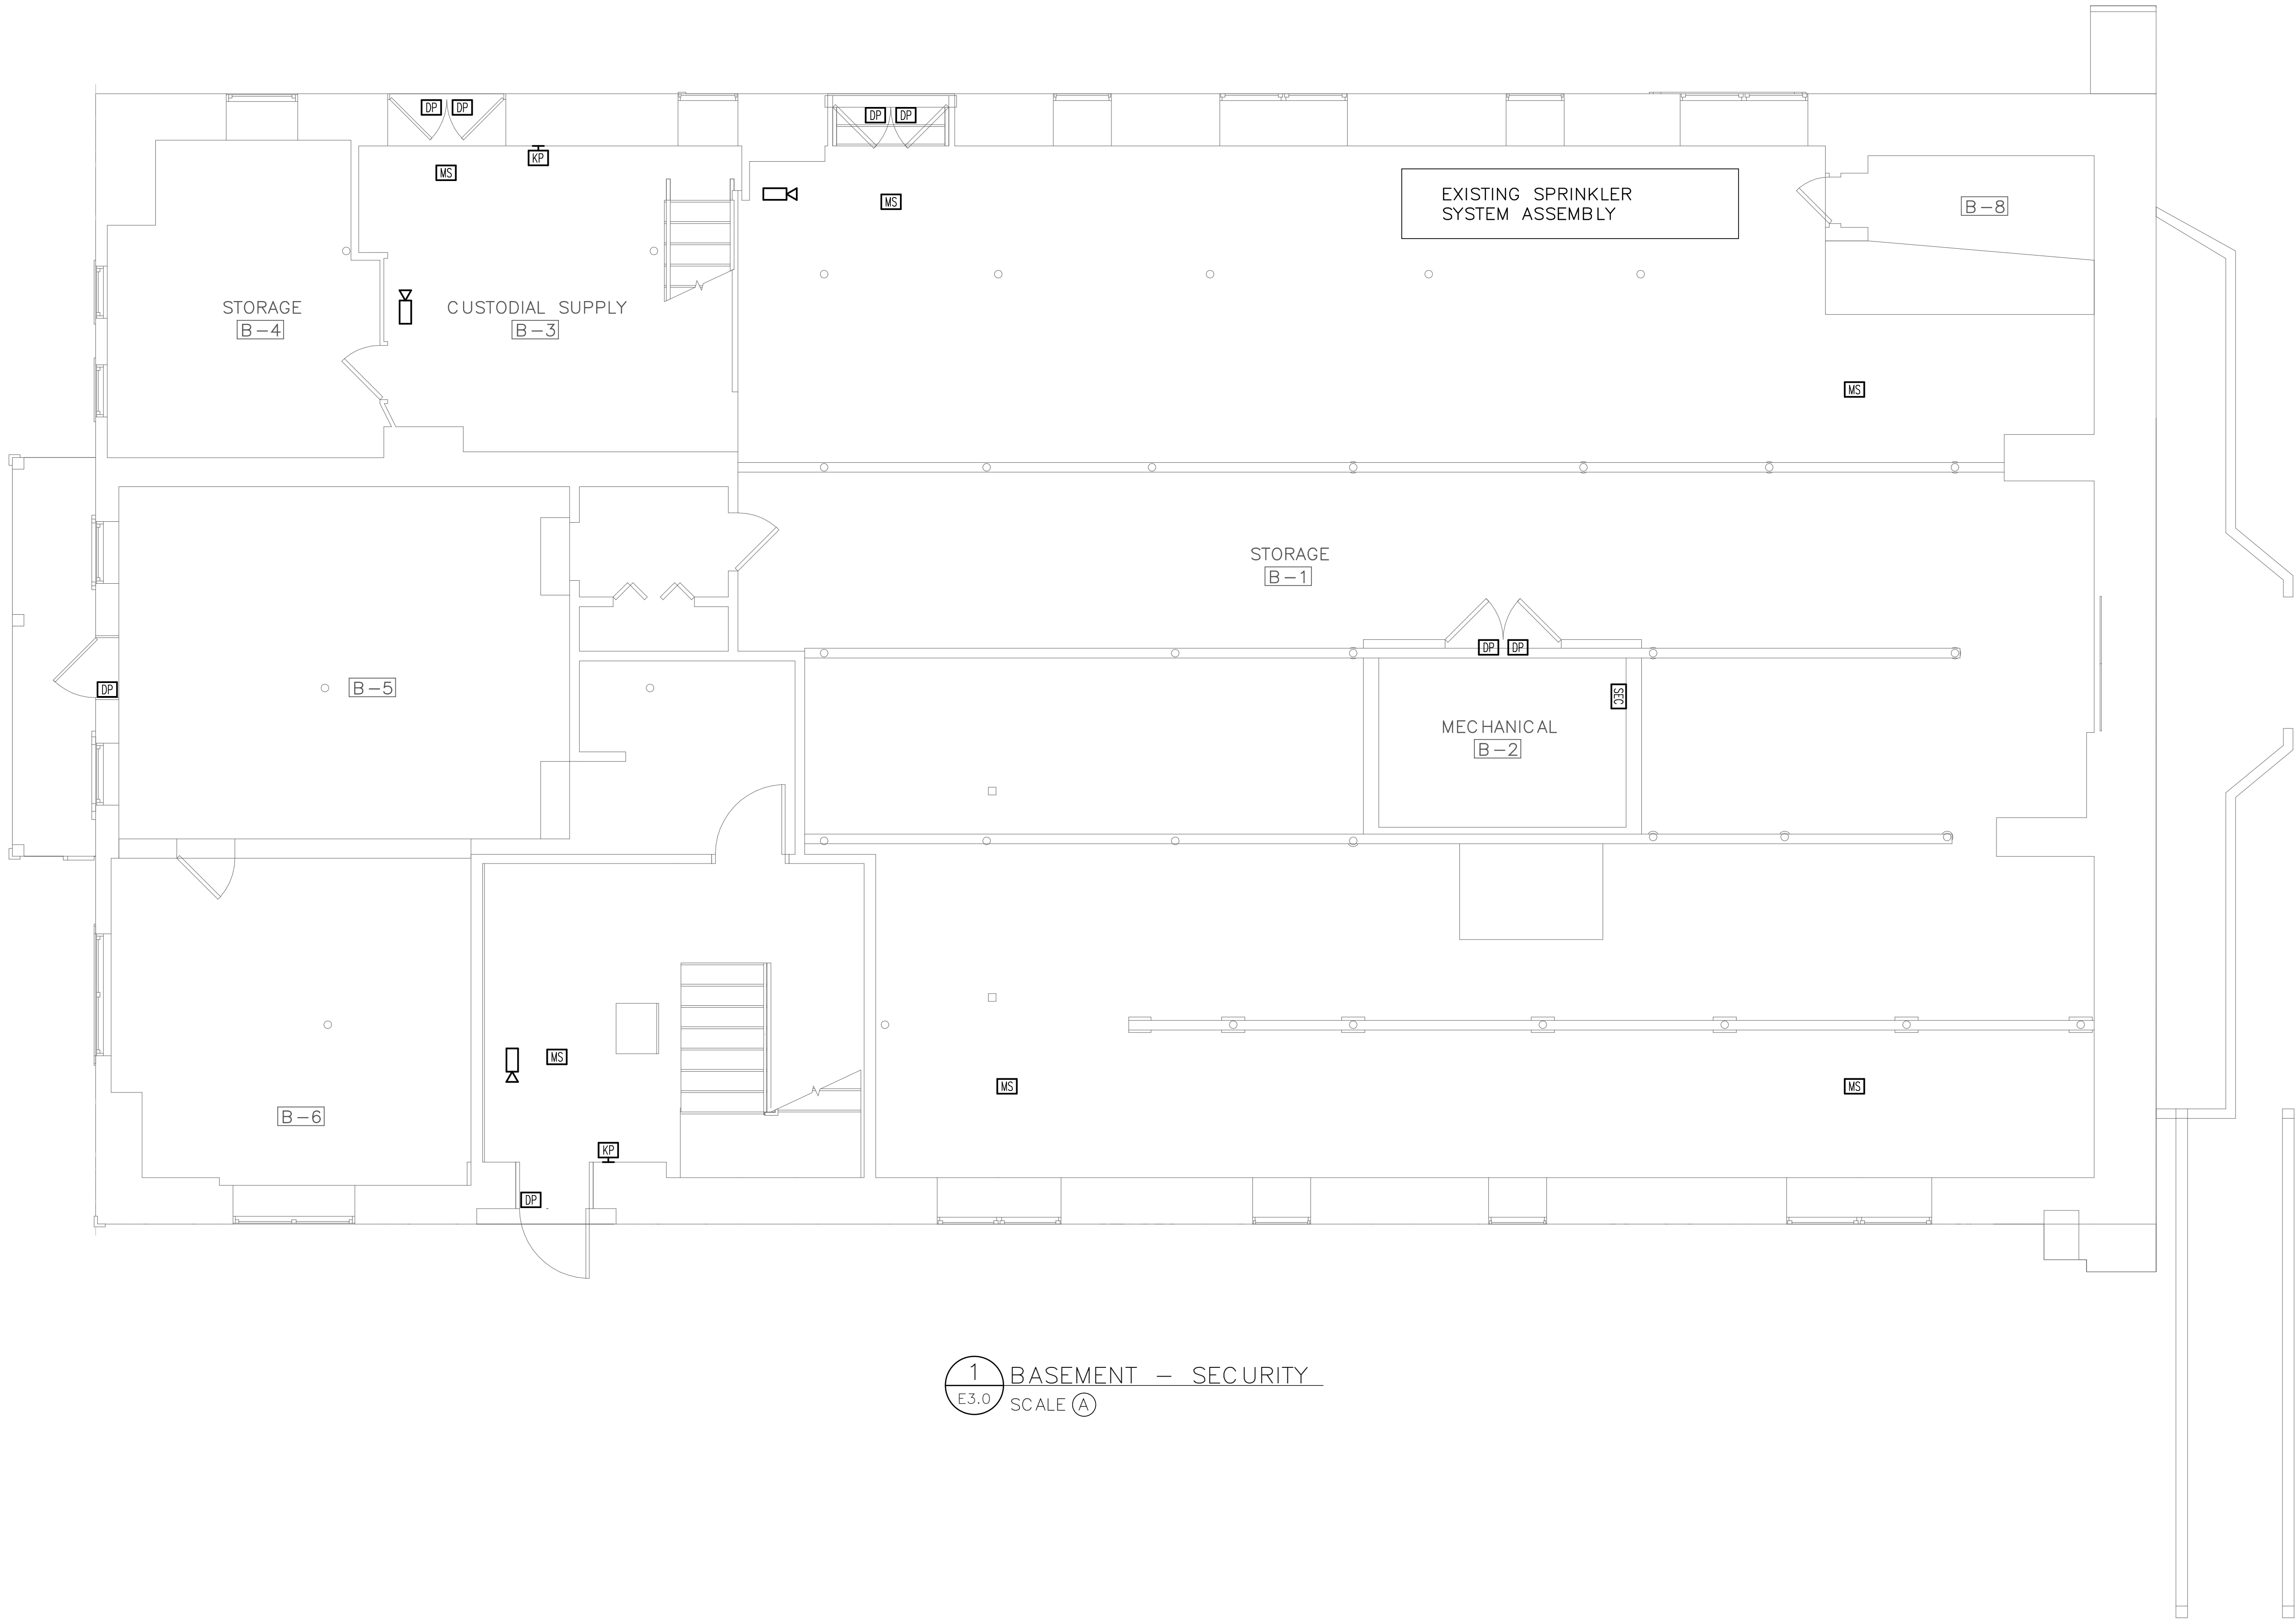 DP DP
DP DP
KP
MS
MS
EXISTING SPRINKLER
SYSTEM ASSEMBLY
B-8
STORAGE
B-4
CUSTODIAL SUPPLY
B-3
MS
STORAGE
B-1
DP DP
DP
B-5
SEC
MECHANICAL
B-2
MS
MS
MS
B-6
KP
DP
1
E3.0
BASEMENT - SECURITY
SCALE A